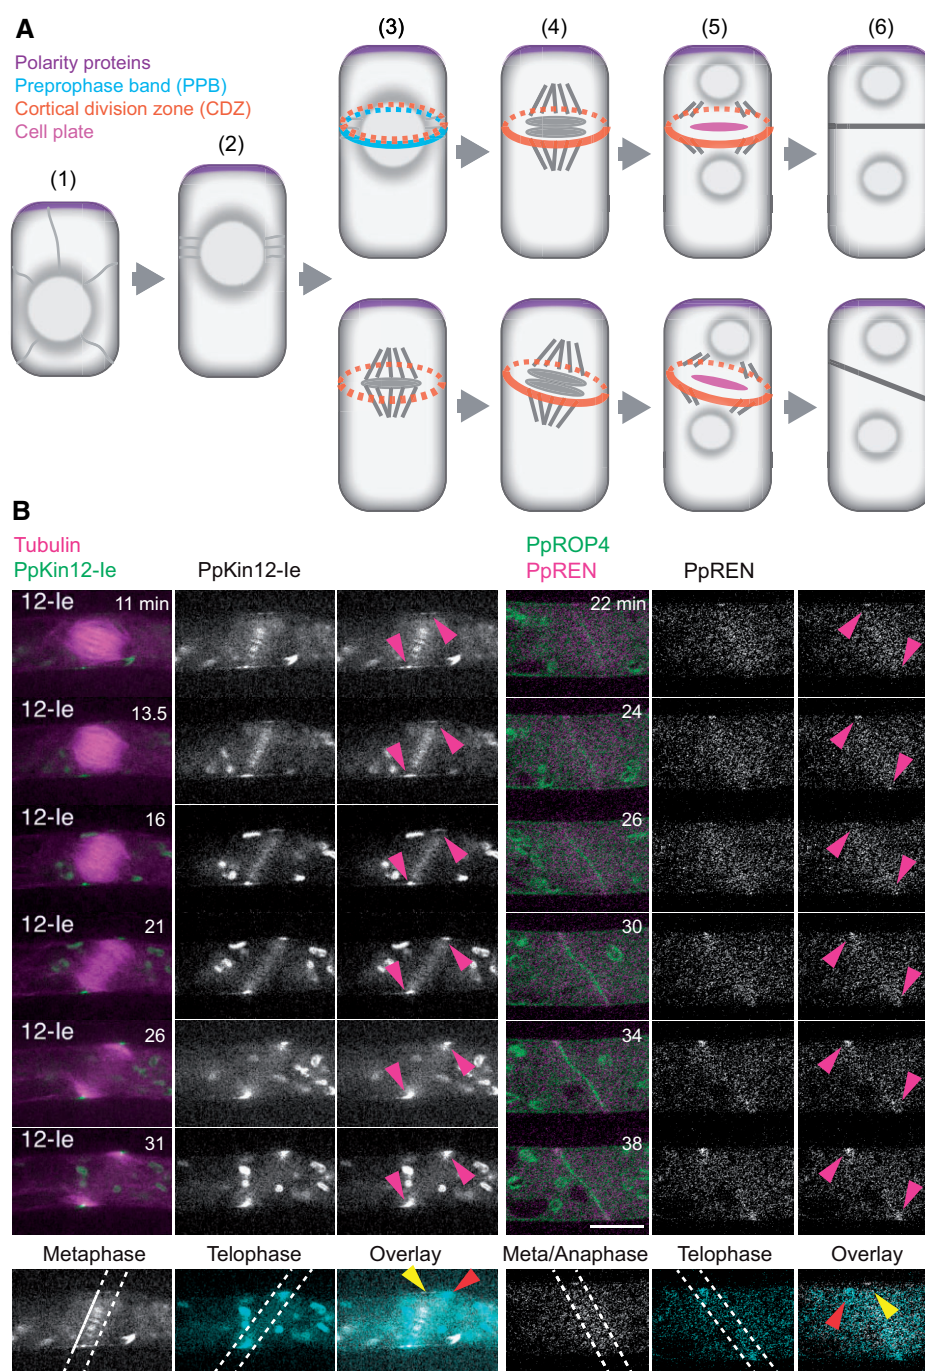 A
Polarity proteins
Preprophase band (PPB)
Cortical division zone (CDZ)
Cell plate
(1)
(2)
(3)
(4)
(5)
(6)
B
Tubulin
PpKin12-Ie
PpKin12-Ie
PpROP4
PpREN
PpREN
12-Ie
11 min
22 min
12-Ie
13.5
24
12-Ie
16
26
12-Ie
21
30
12-Ie
26
34
12-Ie
31
38
Metaphase
Telophase
Overlay
Meta/Anaphase
Telophase
Overlay